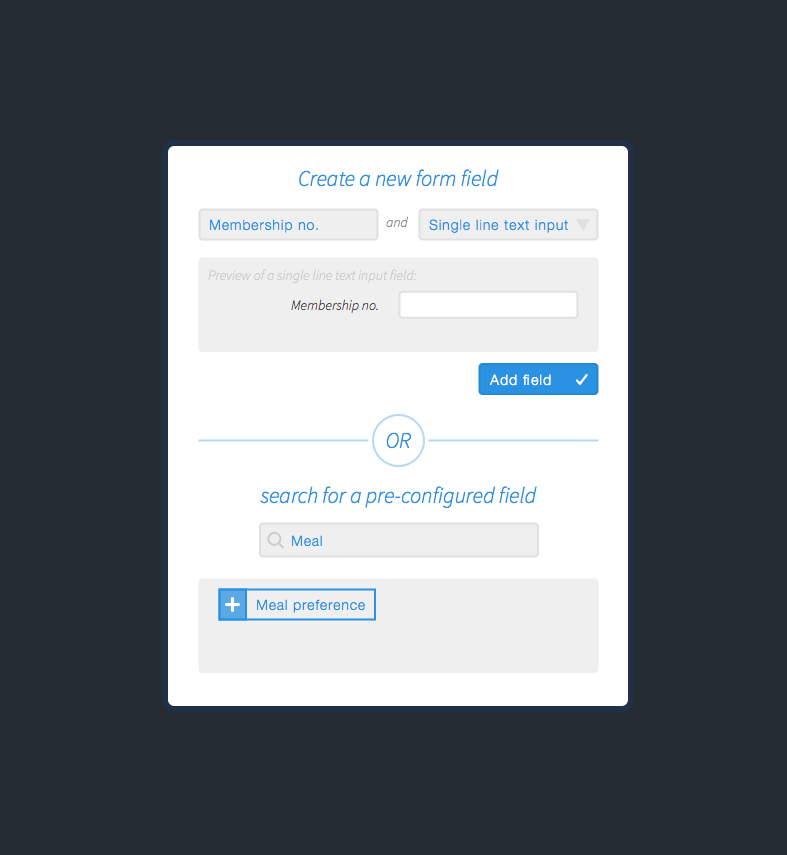 Create a new form field
Membership no. and Single line text input
Preview of a single line text input field:
Membership no.
Add field
OR
search for a pre-configured field
Meal
Meal preference